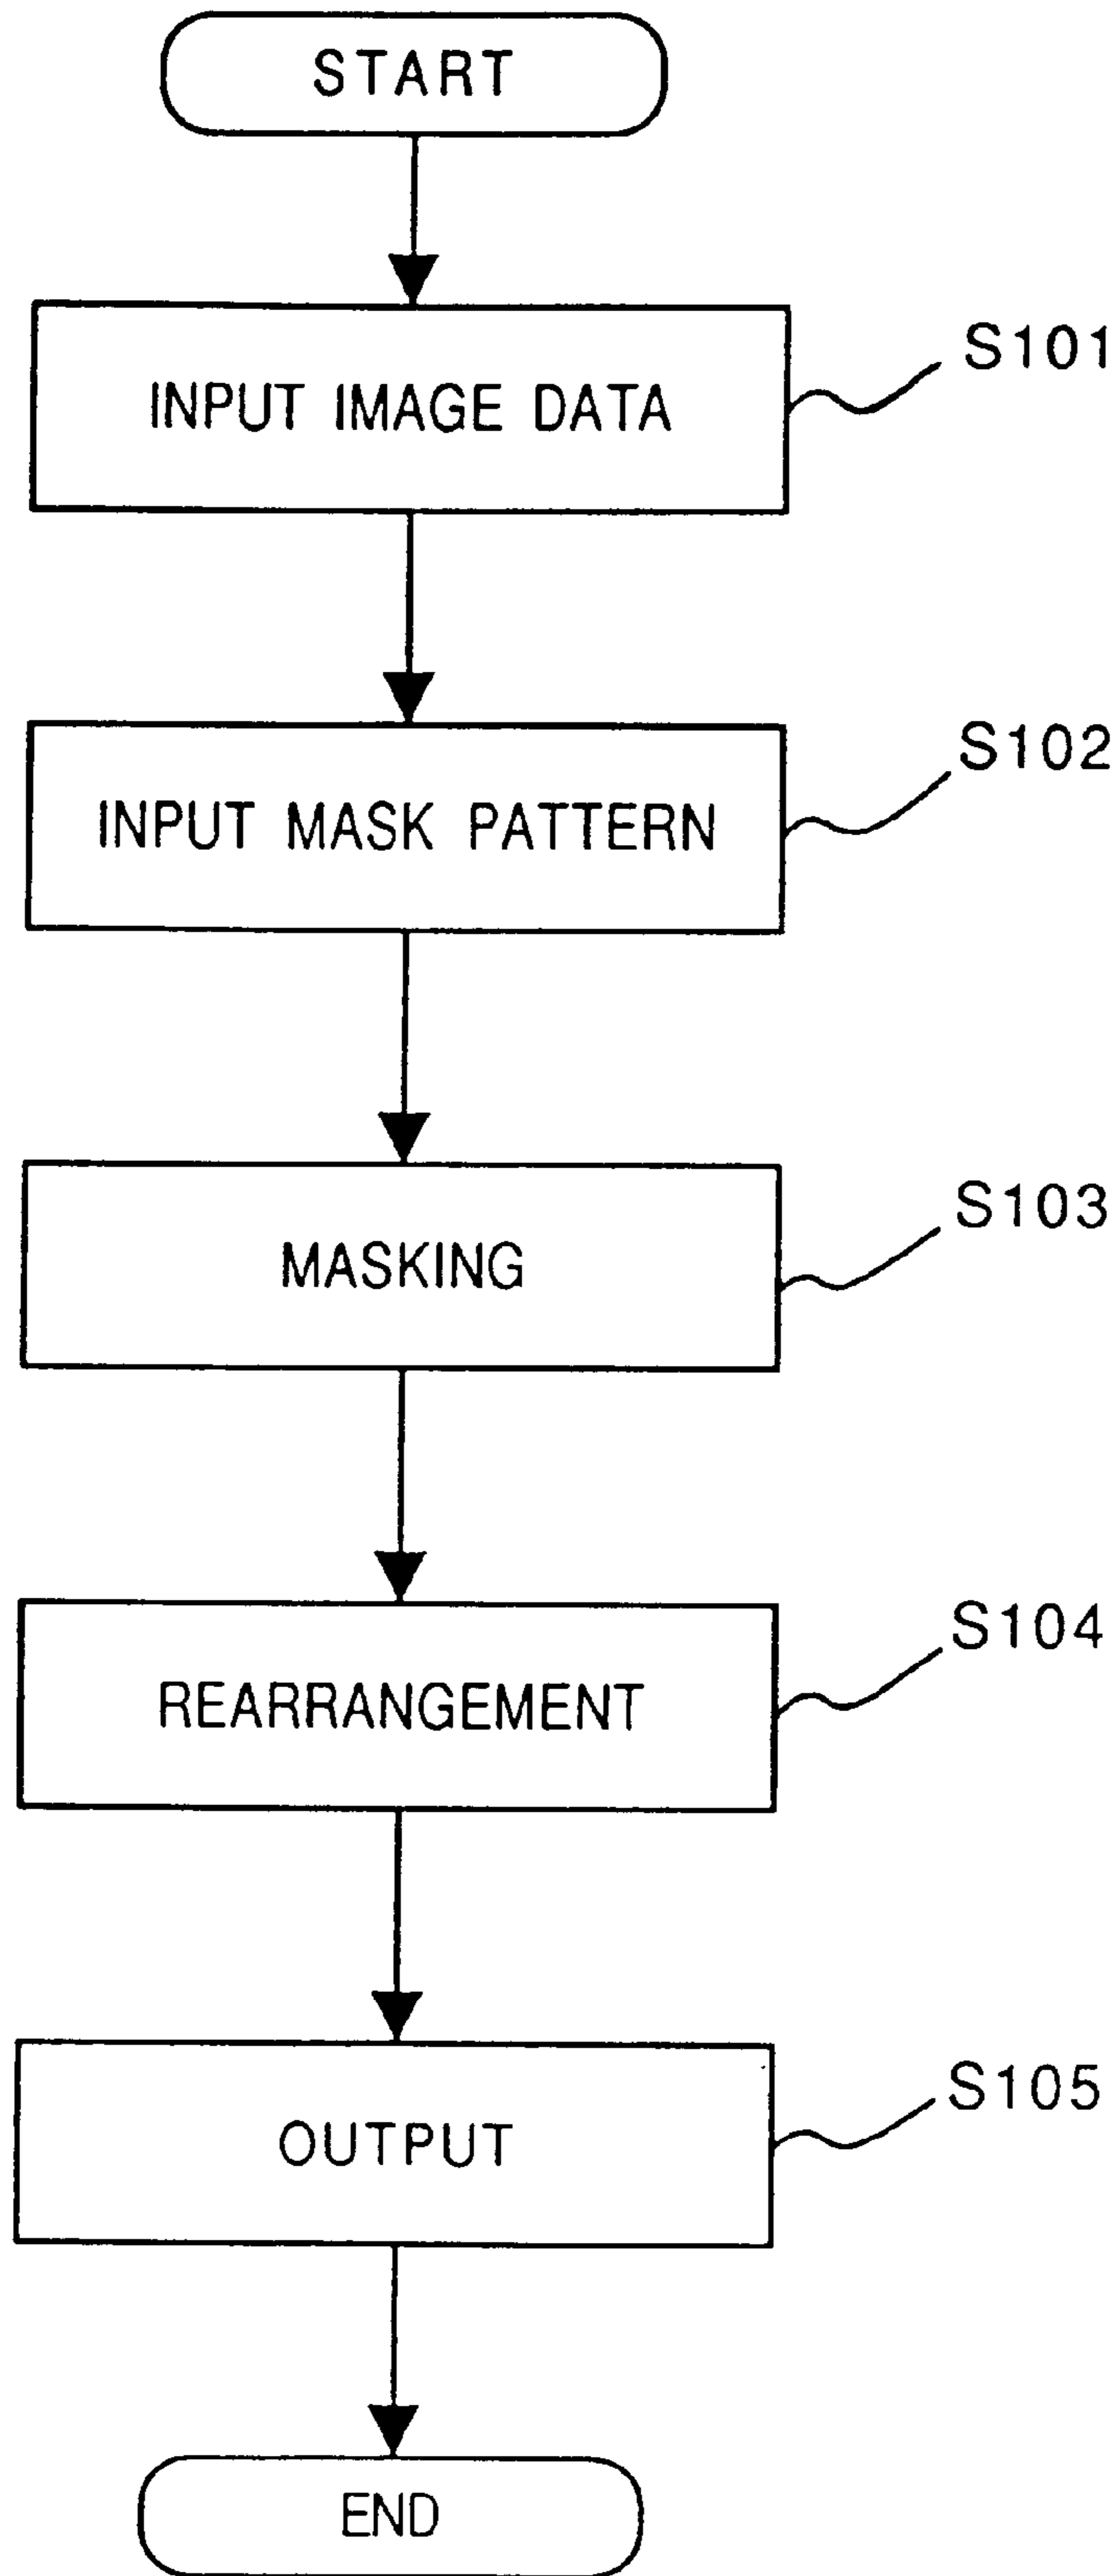 START
INPUT IMAGE DATA
S101
INPUT MASK PATTERN
S102
MASKING
S103
REARRANGEMENT
S104
OUTPUT
S105
END